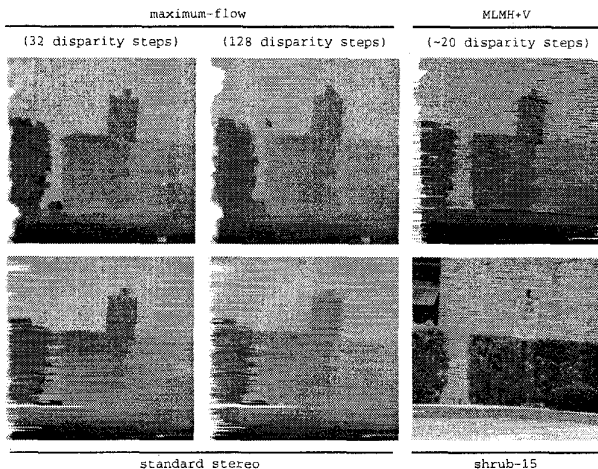 maximum-flow
MLMH+V
(32 disparity steps)
(128 disparity steps)
(~20 disparity steps)
standard stereo
shrub-15